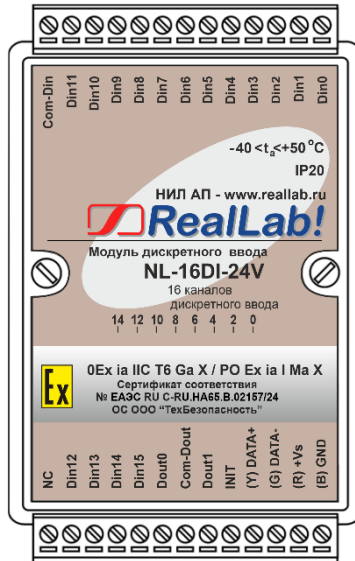 Com-Din Din11 Din10 Din9 Din8 Din7 Din6 Din5 Din4 Din3 Din2 Din1 Din0
-40 <ta<+50 °C
IP20
НИЛ АП - www.reallab.ru
RealLab!
Модуль дискретного ввода
NL-16DI-24V
16 каналов
дискретного ввода
14 12 10 8 6 4 2 0
Ex
0Ex ia IIC T6 Ga X / PO Ex ia I Ma X
Сертификат соответствия
№ ЕАЭС RU C-RU.HA65.B.02157/24
ОС ООО "ТехБезопасность"
NC Din12 Din13 Din14 Din15 Dout0 Com-Dout Dout1 INIT (Y) DATA+ (G) DATA- (R) +Vs (B) GND